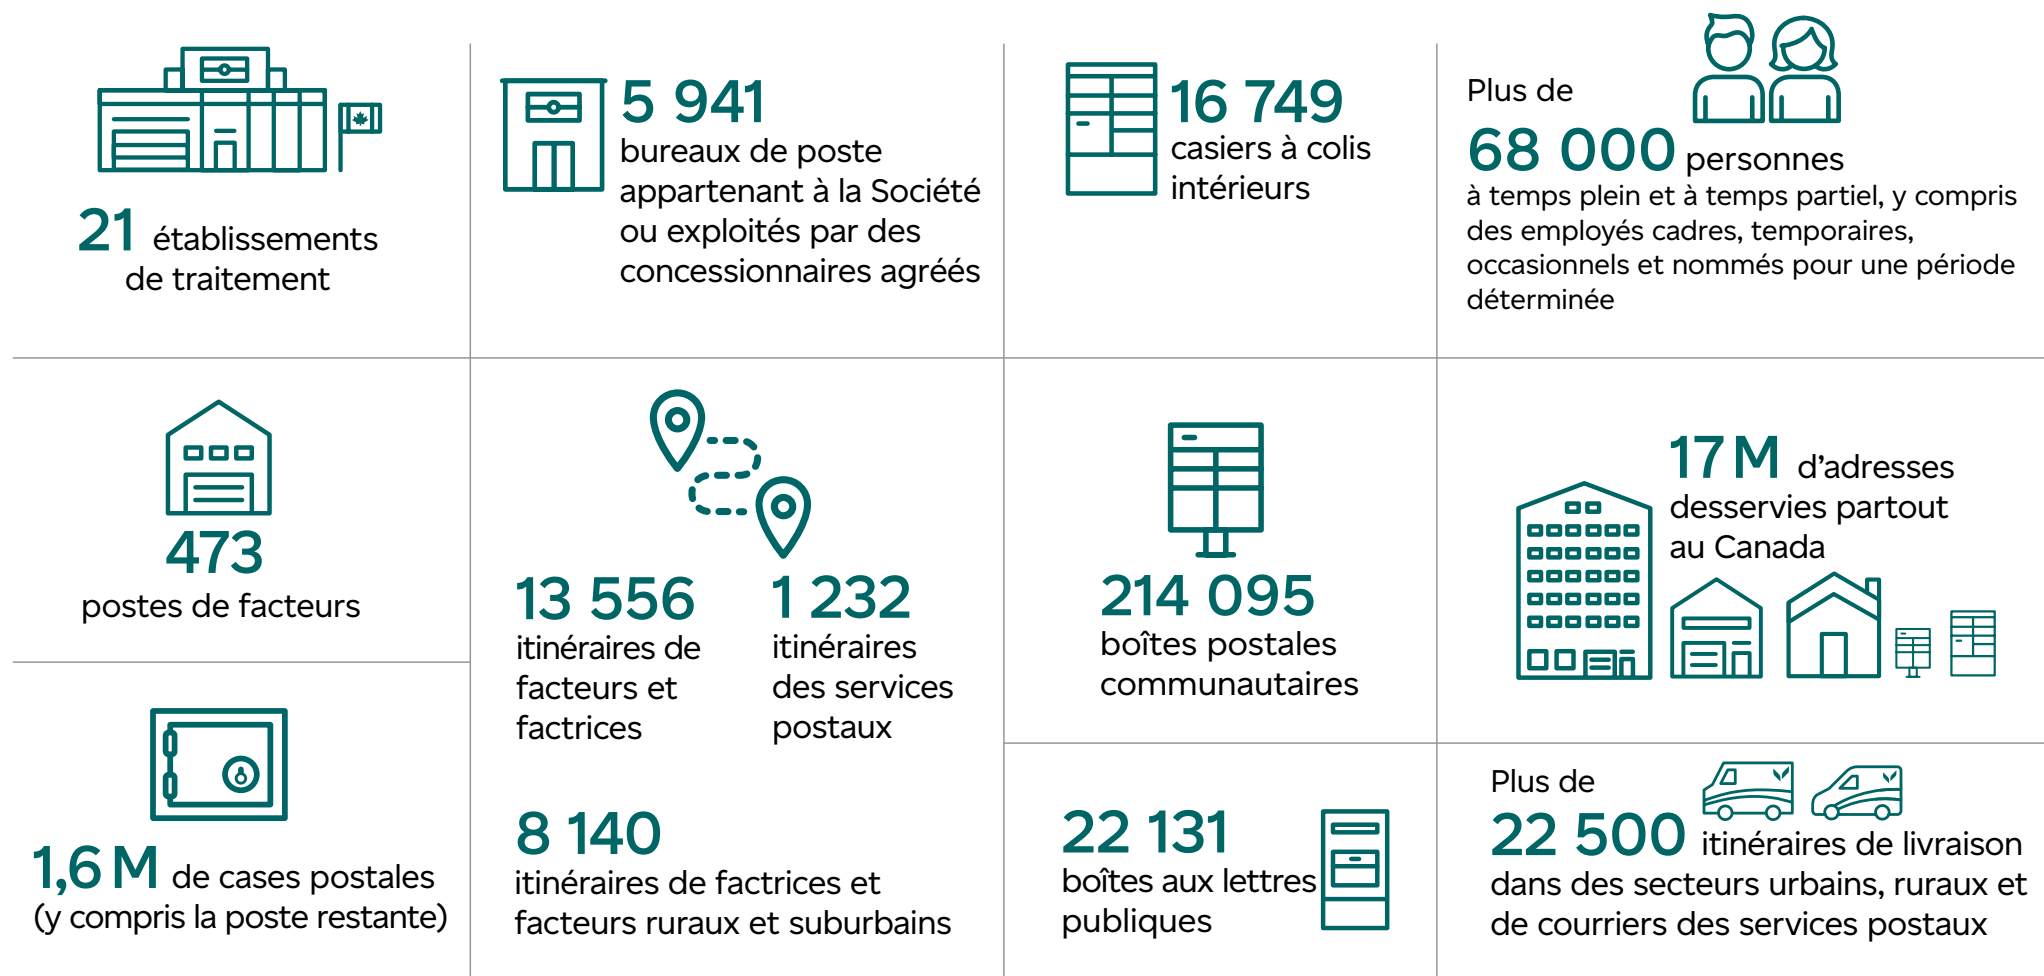 21 établissements
de traitement
5 941
bureaux de poste
appartenant à la Société
ou exploités par des
concessionnaires agréés
16 749
casiers à colis
intérieurs
Plus de
68 000 personnes
à temps plein et à temps partiel, y compris
des employés cadres, temporaires,
occasionnels et nommés pour une période
déterminée
473
postes de facteurs
13 556
itinéraires de
facteurs et
factrices
1 232
itinéraires
des services
postaux
8 140
itinéraires de factrices et
facteurs ruraux et suburbains
214 095
boîtes postales
communautaires
17 M d’adresses
desservies partout
au Canada
1,6 M de cases postales
(y compris la poste restante)
22 131
boîtes aux lettres
publiques
Plus de
22 500 itinéraires de livraison
dans des secteurs urbains, ruraux et
de courriers des services postaux